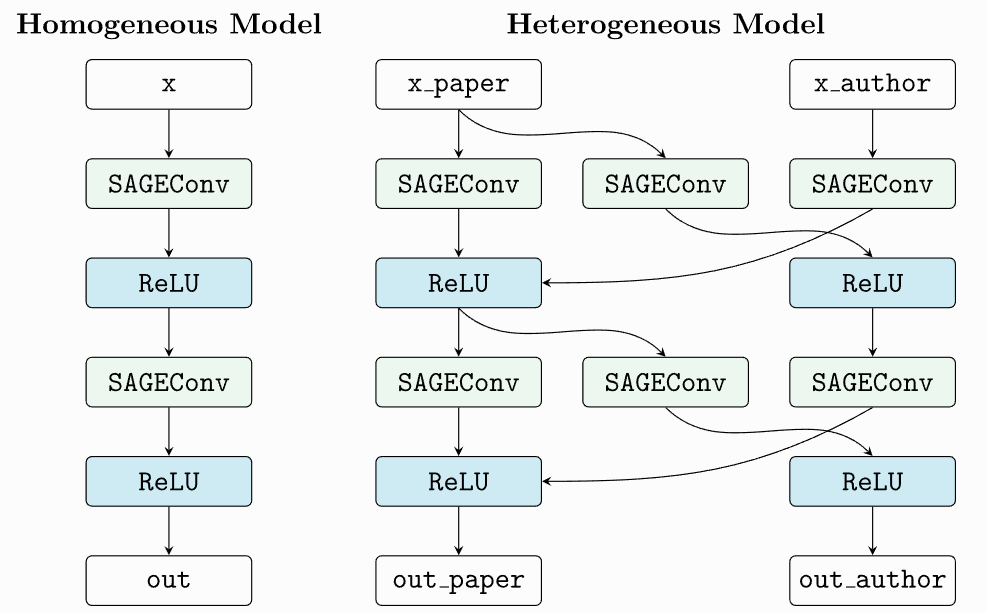 Homogeneous Model
Heterogeneous Model
x
x_paper
x_author
SAGEConv
SAGEConv
SAGEConv
SAGEConv
ReLU
ReLU
ReLU
SAGEConv
SAGEConv
SAGEConv
SAGEConv
ReLU
ReLU
ReLU
out
out_paper
out_author